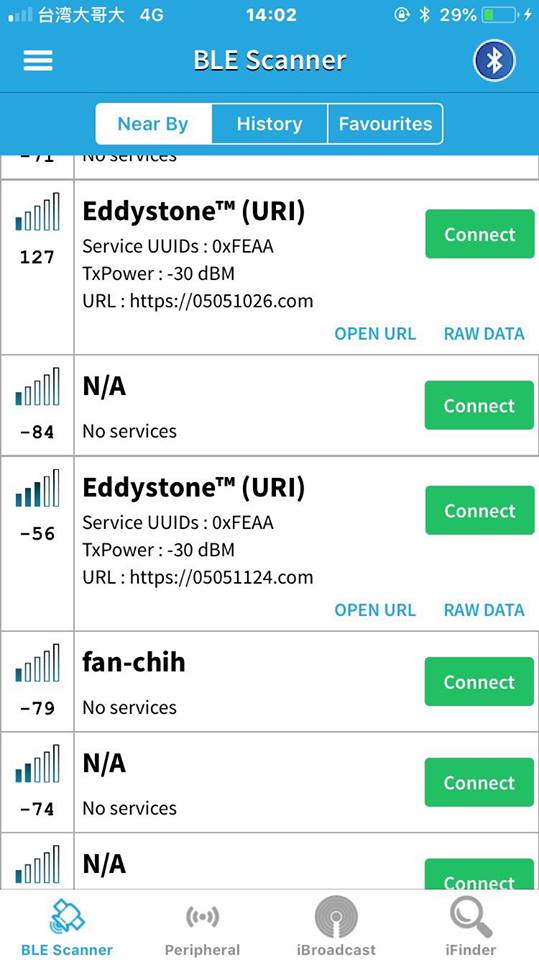 台湾大哥大 4G 14:02 29%
BLE Scanner
Near By History Favourites
-71 No services
Eddystone™ (URI)
127
Service UUIDs : 0xFEAA
Connect
TxPower : -30 dBM
URL : https://05051026.com
OPEN URL RAW DATA
N/A
Connect
-84 No services
Eddystone™ (URI)
-56
Service UUIDs : 0xFEAA
Connect
TxPower : -30 dBM
URL : https://05051124.com
OPEN URL RAW DATA
fan-chih
Connect
-79 No services
N/A
Connect
-74 No services
N/A
Connect
BLE Scanner Peripheral iBroadcast iFinder